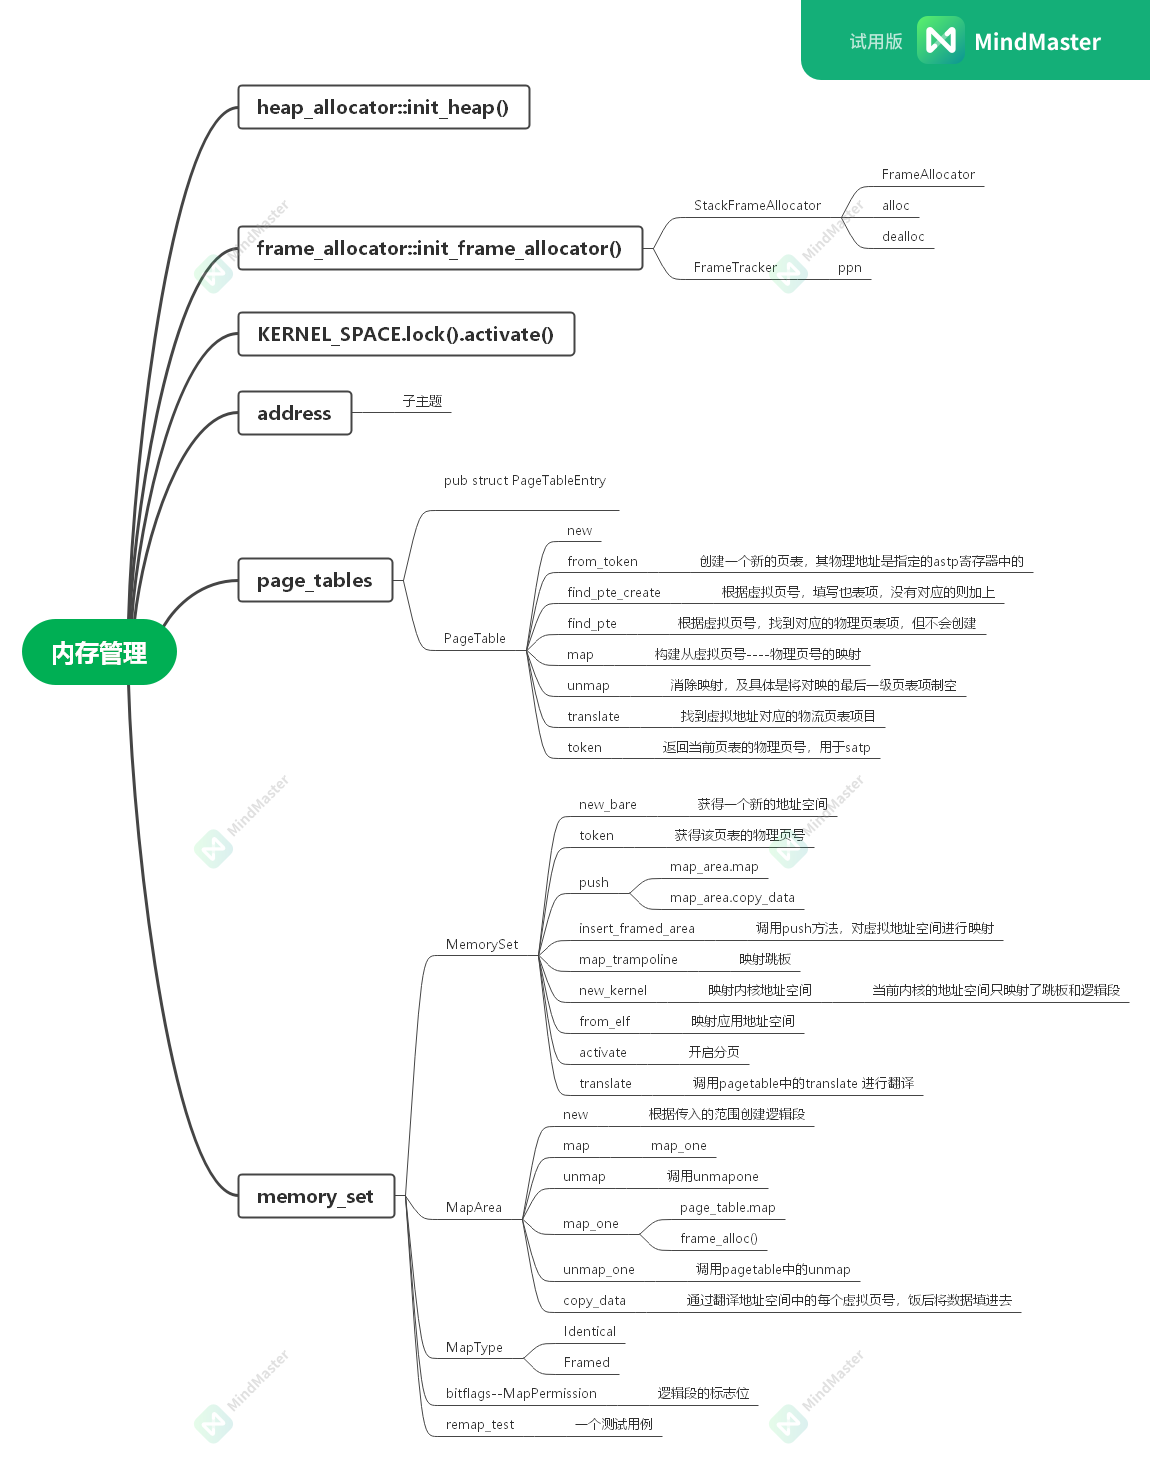 试用版 MindMaster
内存管理
heap_allocator::init_heap()
frame_allocator::init_frame_allocator()
StackFrameAllocator
FrameAllocator
alloc
dealloc
FrameTracker
ppn
KERNEL_SPACE.lock().activate()
address
子主题
page_tables
pub struct PageTableEntry
PageTable
new
from_token
创建一个新的页表，其物理地址是指定的astp寄存器中的
find_pte_create
根据虚拟页号，填写也表项，没有对应的则加上
find_pte
根据虚拟页号，找到对应的物理页表项，但不会创建
map
构建从虚拟页号----物理页号的映射
unmap
消除映射，及具体是将对映的最后一级页表项制空
translate
找到虚拟地址对应的物流页表项目
token
返回当前页表的物理页号，用于satp
memory_set
MemorySet
new_bare
获得一个新的地址空间
token
获得该页表的物理页号
push
map_area.map
map_area.copy_data
insert_framed_area
调用push方法，对虚拟地址空间进行映射
map_trampoline
映射跳板
new_kernel
映射内核地址空间
当前内核的地址空间只映射了跳板和逻辑段
from_elf
映射应用地址空间
activate
开启分页
translate
调用pagetable中的translate 进行翻译
MapArea
new
根据传入的范围创建逻辑段
map
map_one
unmap
调用unmapone
map_one
page_table.map
frame_alloc()
unmap_one
调用pagetable中的unmap
copy_data
通过翻译地址空间中的每个虚拟页号，饭后将数据填进去
MapType
Identical
Framed
bitflags--MapPermission
逻辑段的标志位
remap_test
一个测试用例
MindMaster
MindMaster
MindMaster
MindMaster
MindMaster
MindMaster